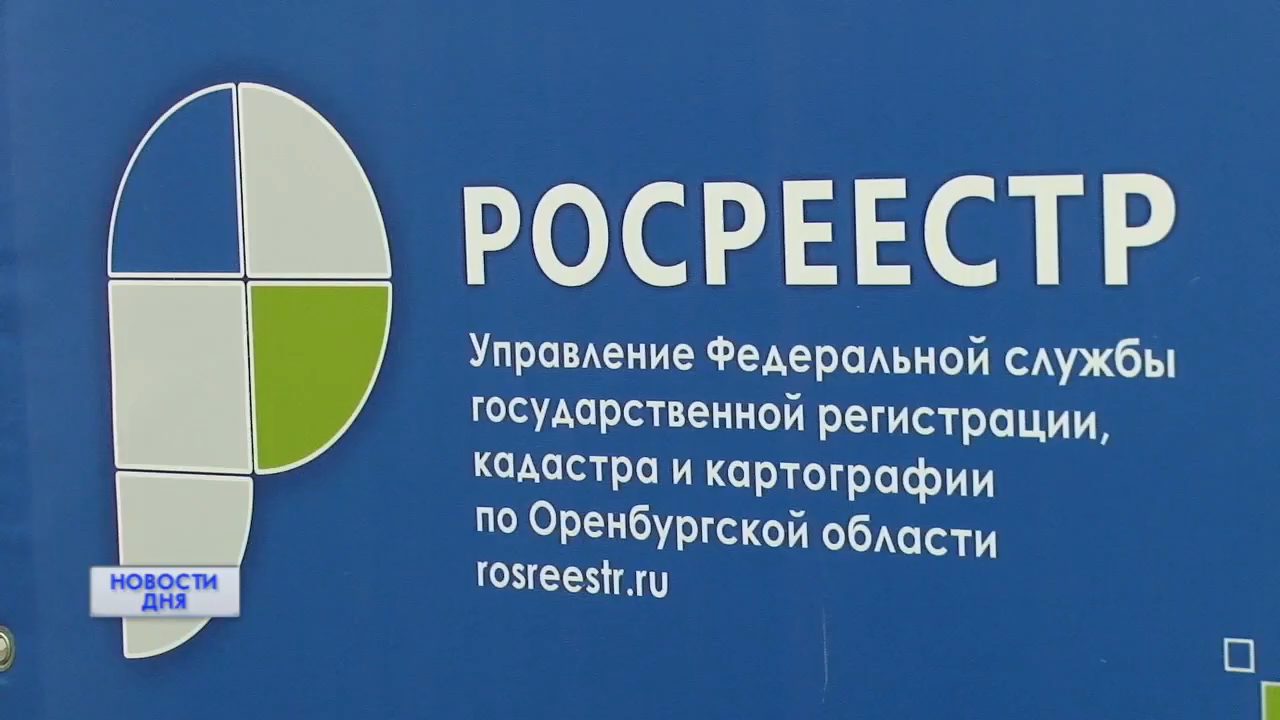 РОСРЕЕСТР
Управление Федеральной службы
государственной регистрации,
кадастра и картографии
по Оренбургской области
rosreestr.ru
НОВОСТИ
ДНЯ